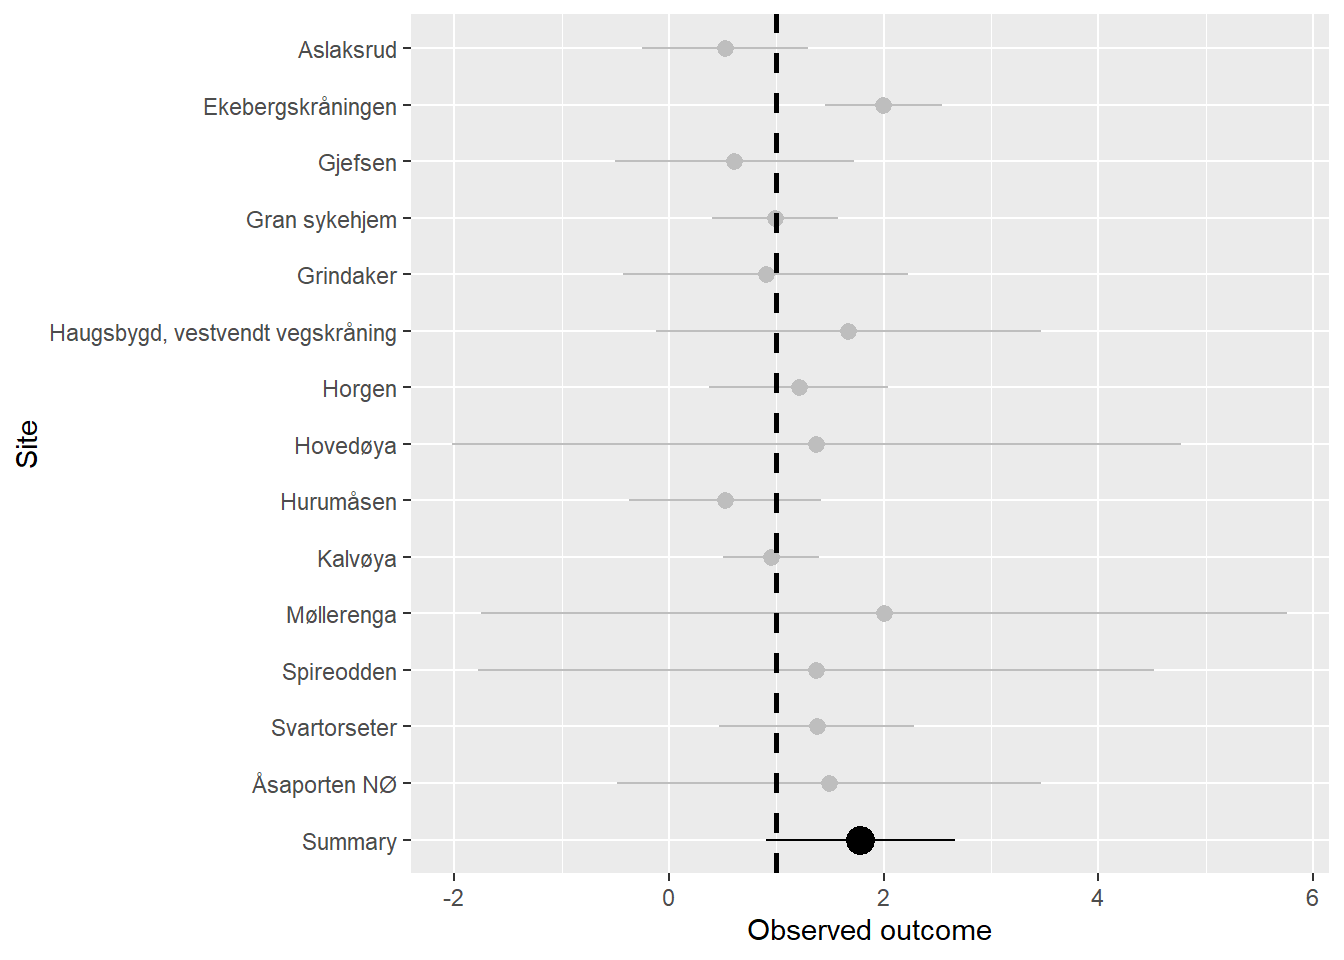 Aslaksrud
Ekebergskråningen
Gjefsen
Gran sykehjem
Grindaker
Haugsbygd, vestvendt vegskråning
Horgen
Hovedøya
Hurumåsen
Kalvøya
Møllerenga
Spireodden
Svartorseter
Åsaporten NØ
Summary
Site
-2 0 2 4 6
Observed outcome